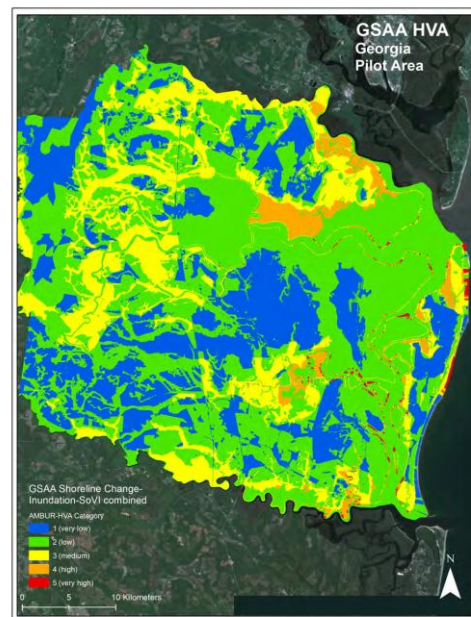 GSAA HVA
Georgia
Pilot Area
GSAA Shoreline Change-
Inundation-SoVI combined
AMBUR-HVA Category
1 (very low)
2 (low)
3 (medium)
4 (high)
5 (very high)
0 5 10 Kilometers